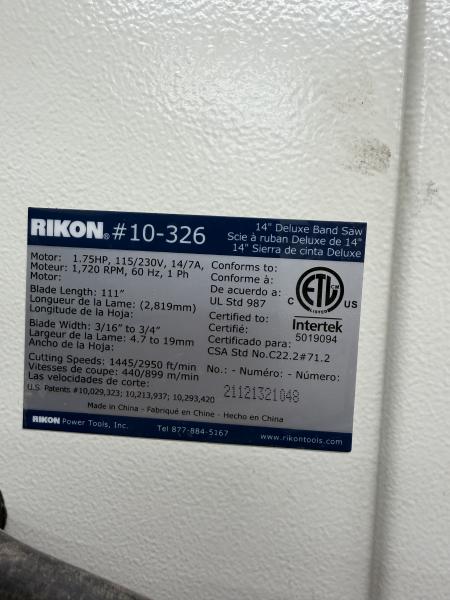 RIKON® #10-326
14" Deluxe Band Saw
Scie à ruban Deluxe de 14"
14" Sierra de cinta Deluxe
Motor: 1.75HP, 115/230V, 14/7A,
Moteur: 1,720 RPM, 60 Hz, 1 Ph
Motor:
Blade Length: 111"
Longueur de la Lame: (2,819mm)
Longitude de la Hoja:
Blade Width: 3/16" to 3/4"
Largeur de la Lame: 4.7 to 19mm
Ancho de la Hoja:
Cutting Speeds: 1445/2950 ft/min
Vitesses de coupe: 440/899 m/min
Las velocidades de corte:
U.S. Patents #10,029,323; 10,213,937; 10,293,420
Conforms to:
Conforme à:
De acuerdo a:
UL Std 987
Certified to:
Certifié:
Certificado para:
CSA Std No.C22.2#71.2
C ETL CM US
LISTED
Intertek
5019094
No.: - Numéro: - Número:
21121321048
Made in China - Fabriqué en Chine - Hecho en China
RIKON Power Tools, Inc.
Tel 877-884-5167
www.rikontools.com